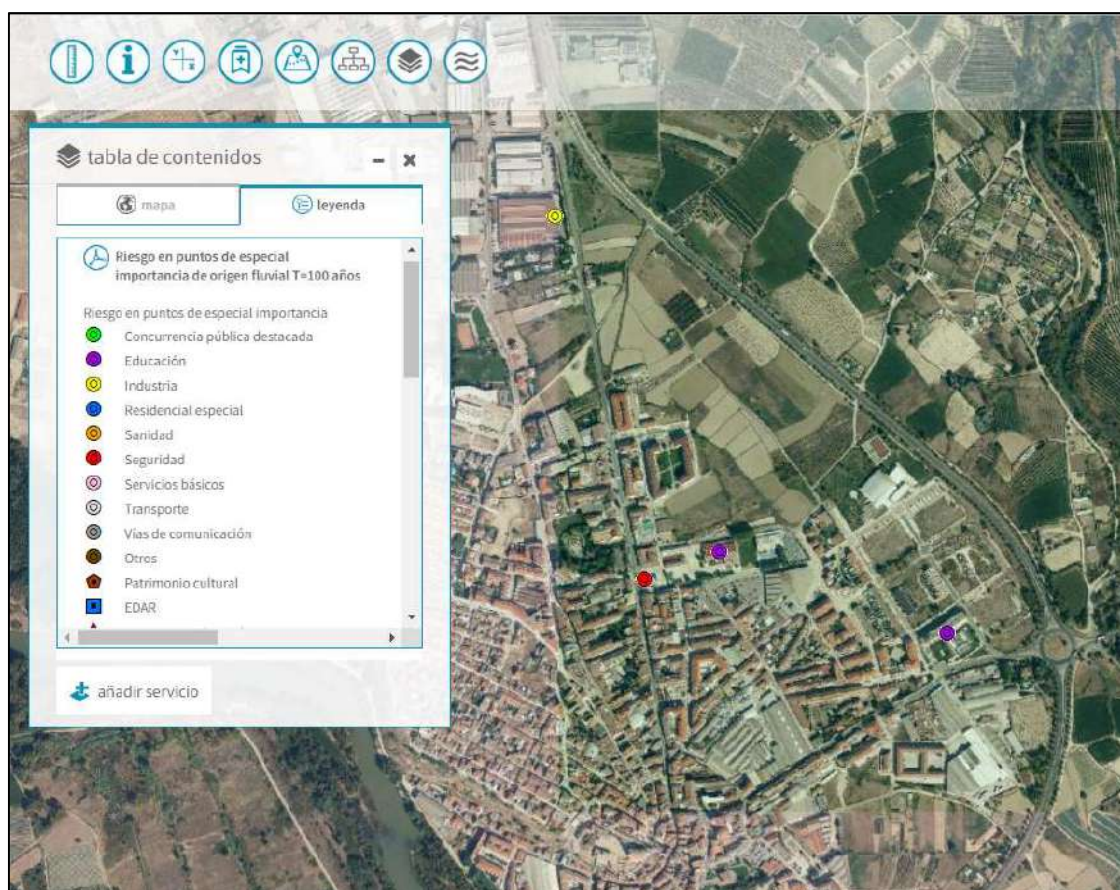 tabla de contenidos
mapa
leyenda
Riesgo en puntos de especial
importancia de origen fluvial T=100 años
Riesgo en puntos de especial importancia
Concurrencia pública destacada
Educación
Industria
Residencial especial
Sanidad
Seguridad
Servicios básicos
Transporte
Vías de comunicación
Otros
Patrimonio cultural
EDAR
añadir servicio